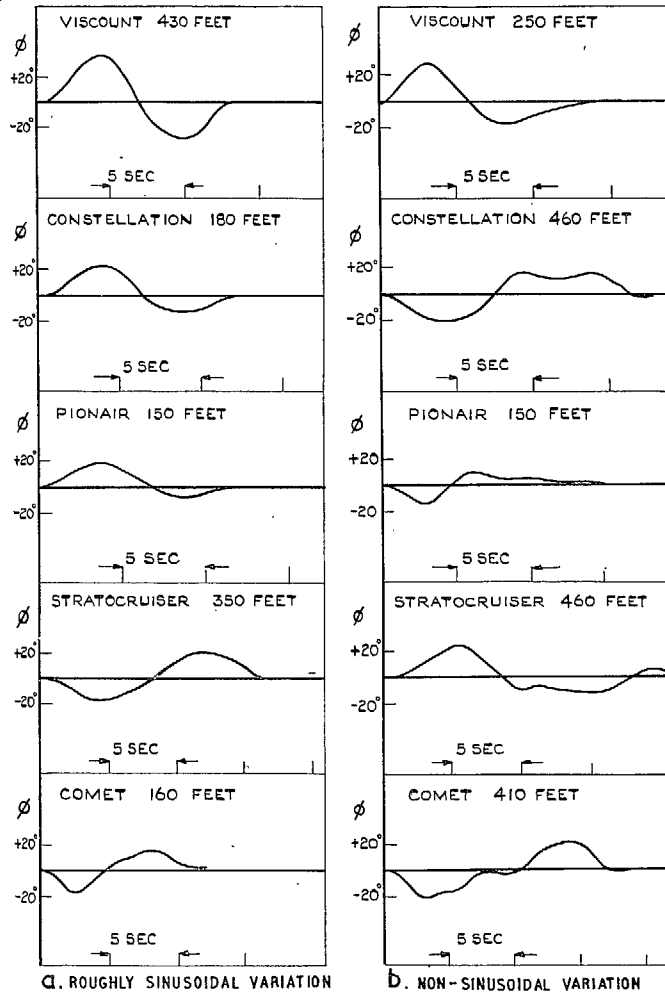 VISCOUNT 430 FEET
φ
+20°
-20°
5 SEC
CONSTELLATION 180 FEET
φ
+20°
-20°
5 SEC
PIONAIR 150 FEET
φ
+20°
-20°
5 SEC
STRATOCRUISER 350 FEET
φ
+20°
-20°
5 SEC
COMET 160 FEET
φ
+20°
-20°
5 SEC
a. ROUGHLY SINUSOIDAL VARIATION
VISCOUNT 250 FEET
φ
+20°
-20°
5 SEC
CONSTELLATION 460 FEET
φ
+20°
-20°
5 SEC
PIONAIR 150 FEET
φ
+20
-20
5 SEC
STRATOCRUISER 460 FEET
φ
+20°
-20°
5 SEC
COMET 410 FEET
φ
+20°
-20°
5 SEC
b. NON-SINUSOIDAL VARIATION